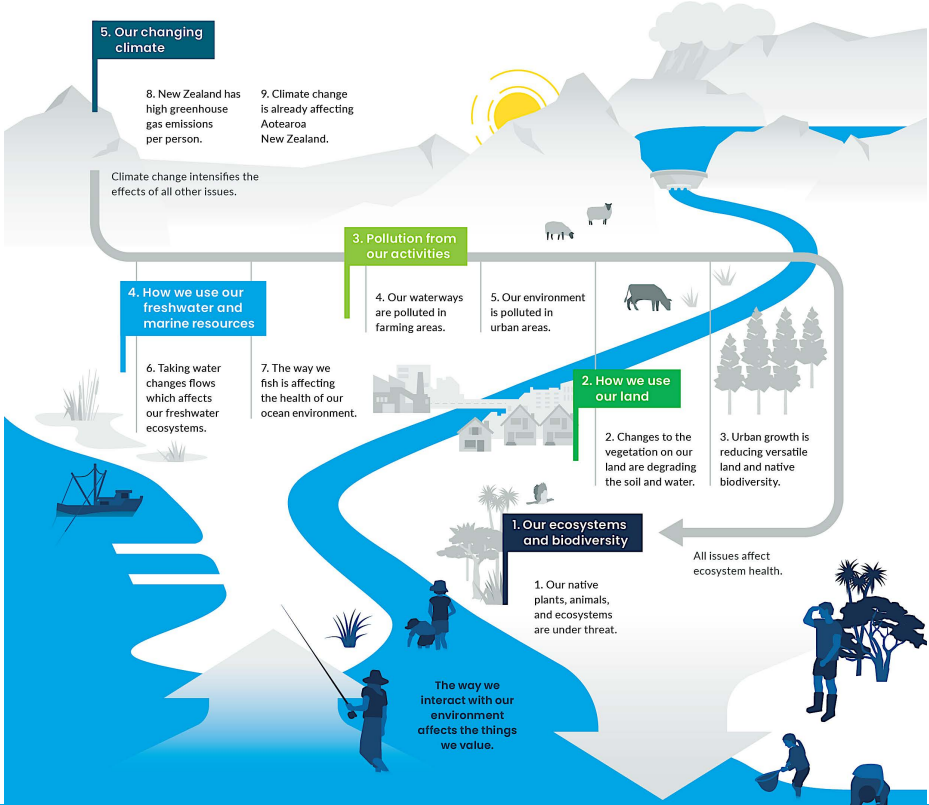 5. Our changing
climate
8. New Zealand has
high greenhouse
gas emissions
per person.
9. Climate change
is already affecting
Aotearoa
New Zealand.
Climate change intensifies the
effects of all other issues.
3. Pollution from
our activities
4. Our waterways
are polluted in
farming areas.
5. Our environment
is polluted in
urban areas.
4. How we use our
freshwater and
marine resources
6. Taking water
changes flows
which affects
our freshwater
ecosystems.
7. The way we
fish is affecting
the health of our
ocean environment.
2. How we use
our land
2. Changes to the
vegetation on our
land are degrading
the soil and water.
3. Urban growth is
reducing versatile
land and native
biodiversity.
1. Our ecosystems
and biodiversity
1. Our native
plants, animals,
and ecosystems
are under threat.
All issues affect
ecosystem health.
The way we
interact with our
environment
affects the things
we value.